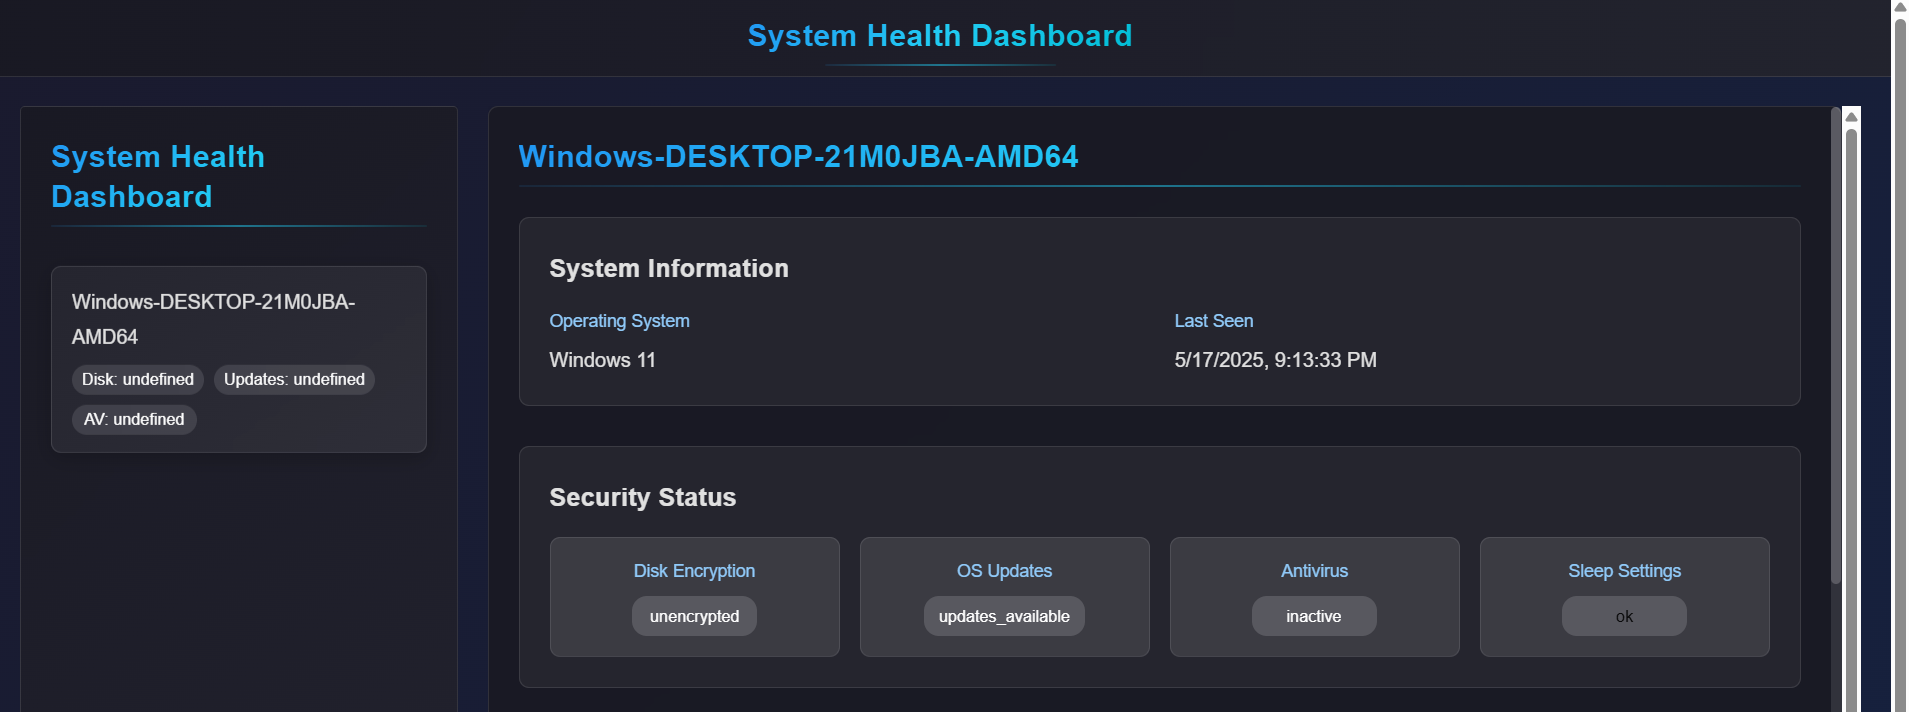 System Health Dashboard
System Health
Dashboard
Windows-DESKTOP-21M0JBA-
AMD64
Disk: undefined
Updates: undefined
AV: undefined
Windows-DESKTOP-21M0JBA-AMD64
System Information
Operating System
Windows 11
Last Seen
5/17/2025, 9:13:33 PM
Security Status
Disk Encryption
unencrypted
OS Updates
updates_available
Antivirus
inactive
Sleep Settings
ok